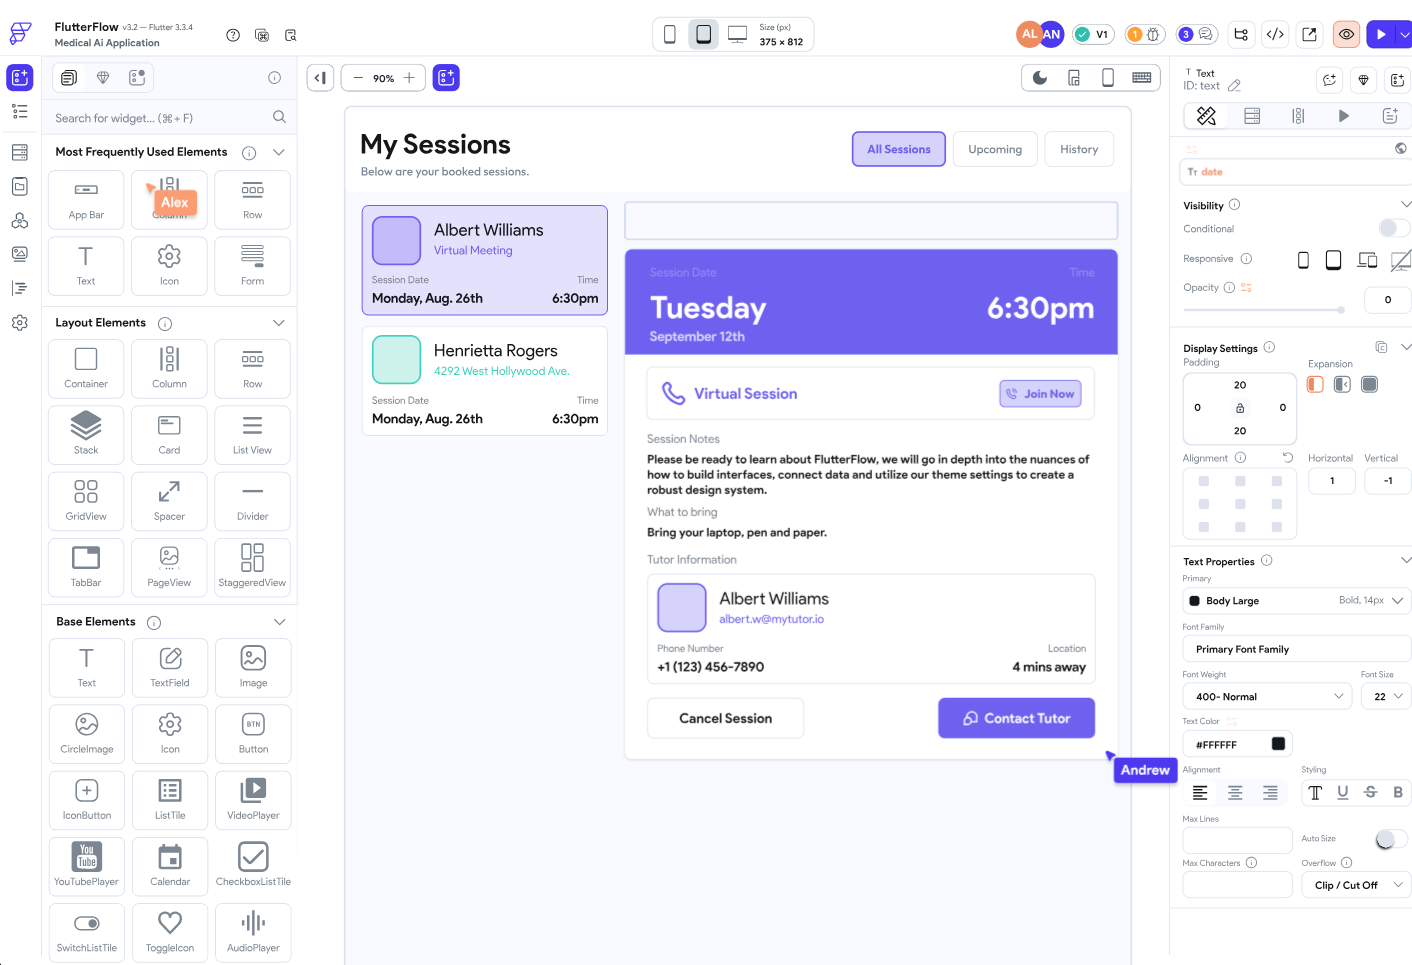 FlutterFlow v3.2 — Flutter 3.3.4
Medical Ai Application
Size (px)
375 × 812
AL AN
V1
1
3
</>
90%
Search for widget... (⌘+ F)
Most Frequently Used Elements
App Bar
Column
Row
Alex
Text
Icon
Form
Layout Elements
Container
Column
Row
Stack
Card
List View
GridView
Spacer
Divider
TabBar
PageView
StaggeredView
Base Elements
Text
TextField
Image
CircleImage
Icon
BTN
Button
IconButton
ListTile
VideoPlayer
You
Tube
YouTubePlayer
Calendar
CheckboxListTile
SwitchListTile
ToggleIcon
AudioPlayer
My Sessions
Below are your booked sessions.
All Sessions
Upcoming
History
Albert Williams
Virtual Meeting
Session Date Time
Monday, Aug. 26th 6:30pm
Henrietta Rogers
4292 West Hollywood Ave.
Session Date Time
Monday, Aug. 26th 6:30pm
Session Date Time
Tuesday 6:30pm
September 12th
Virtual Session
Join Now
Session Notes
Please be ready to learn about FlutterFlow, we will go in depth into the nuances of
how to build interfaces, connect data and utilize our theme settings to create a
robust design system.
What to bring
Bring your laptop, pen and paper.
Tutor Information
Albert Williams
albert.w@mytutor.io
Phone Number Location
+1 (123) 456-7890 4 mins away
Cancel Session
Contact Tutor
Andrew
T Text
ID: text
Tт date
Visibility
Conditional
Responsive
Opacity
0
Display Settings
Padding
Expansion
20
0 0
20
Alignment
Horizontal Vertical
1 -1
Text Properties
Primary
Body Large Bold, 14px
Font Family
Primary Font Family
Font Weight Font Size
400- Normal 22
Text Color
#FFFFFF
Alignment Styling
T U S B
Max Lines
Auto Size
Max Characters Overflow
Clip / Cut Off